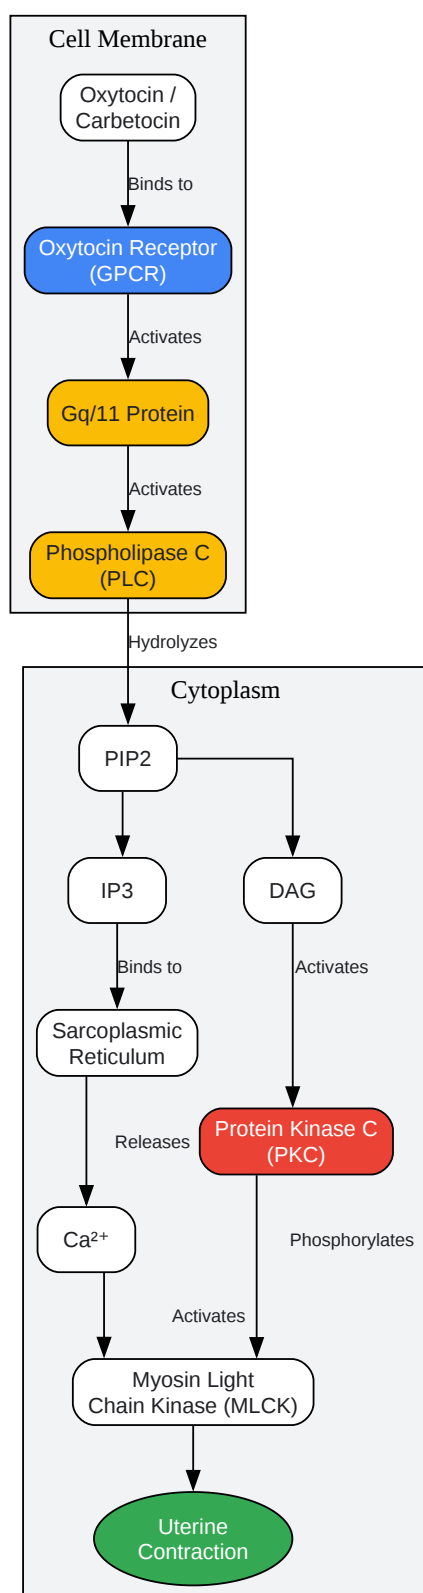 Cell Membrane
Oxytocin /
Carbetocin
Binds to
Oxytocin Receptor
(GPCR)
Activates
Gq/11 Protein
Activates
Phospholipase C
(PLC)
Hydrolyzes
Cytoplasm
PIP2
IP3
DAG
Binds to
Activates
Sarcoplasmic
Reticulum
Releases
Protein Kinase C
(PKC)
Ca²⁺
Phosphorylates
Activates
Myosin Light
Chain Kinase (MLCK)
Uterine
Contraction